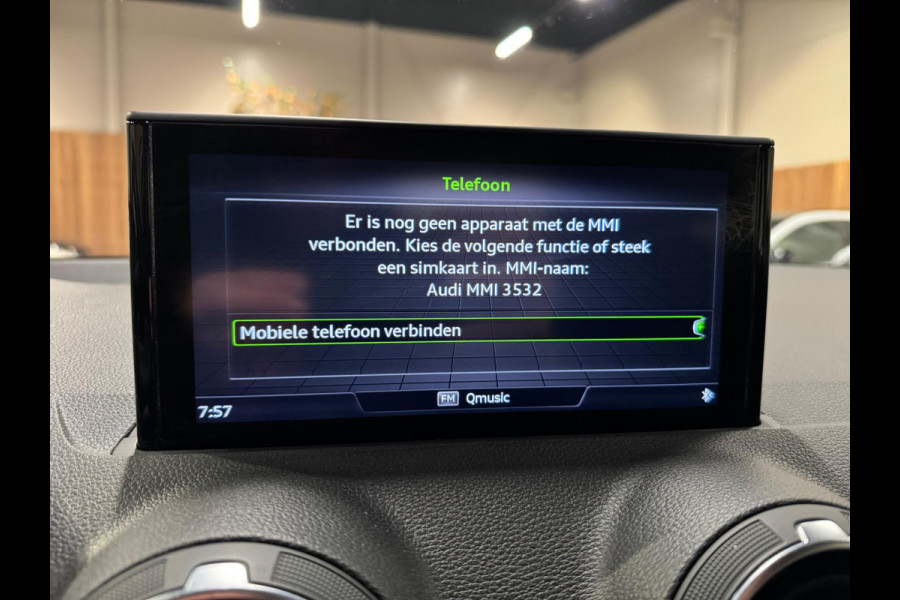 Telefoon
Er is nog geen apparaat met de MMI
verbonden. Kies de volgende functie of steek
een simkaart in. MMI-naam:
Audi MMI 3532
Mobiele telefoon verbinden
7:57 FM Qmusic